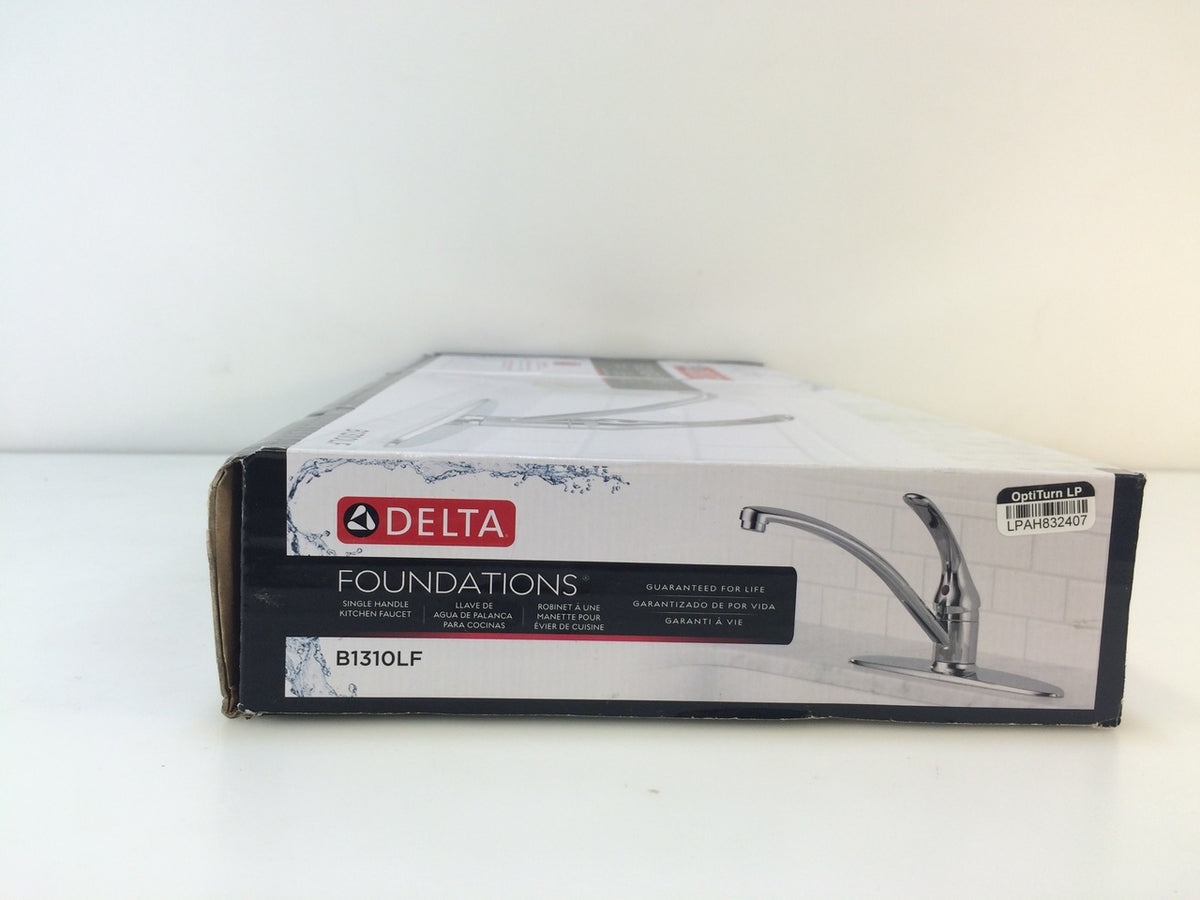 DELTA
FOUNDATIONS®
SINGLE HANDLE
KITCHEN FAUCET
LLAVE DE
AGUA DE PALANCA
PARA COCINAS
ROBINET À UNE
MANETTE POUR
ÉVIER DE CUISINE
GUARANTEED FOR LIFE
GARANTIZADO DE POR VIDA
GARANTI À VIE
B1310LF
OptiTurn LP
LPAH832407